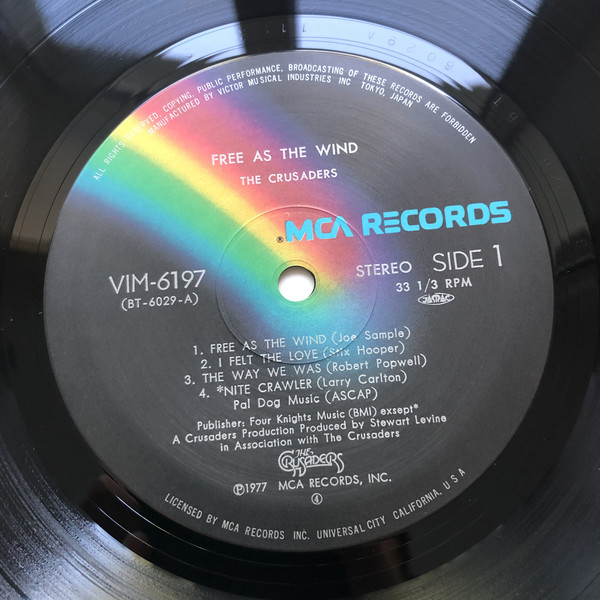 ALL RIGHTS RESERVED, COPYING, PUBLIC PERFORMANCE, BROADCASTING OF THESE RECORDS ARE FORBIDDEN
MANUFACTURED BY VICTOR MUSICAL INDUSTRIES INC TOKYO, JAPAN
FREE AS THE WIND
THE CRUSADERS
®MCA RECORDS
VIM-6197
(BT-6029-A)
STEREO SIDE 1
33 1/3 RPM
1. FREE AS THE WIND (Joe Sample)
2. I FELT THE LOVE (Stix Hooper)
3. THE WAY WE WAS (Robert Popwell)
4. *NITE CRAWLER (Larry Carlton)
Pal Dog Music (ASCAP)
Publisher: Four Knights Music (BMI) exsept*
A Crusaders Production Produced by Stewart Levine
in Association with The Crusaders
THE CRUSADERS
℗1977 MCA RECORDS, INC.
④
LICENSED BY MCA RECORDS INC. UNIVERSAL CITY CALIFORNIA, U S A